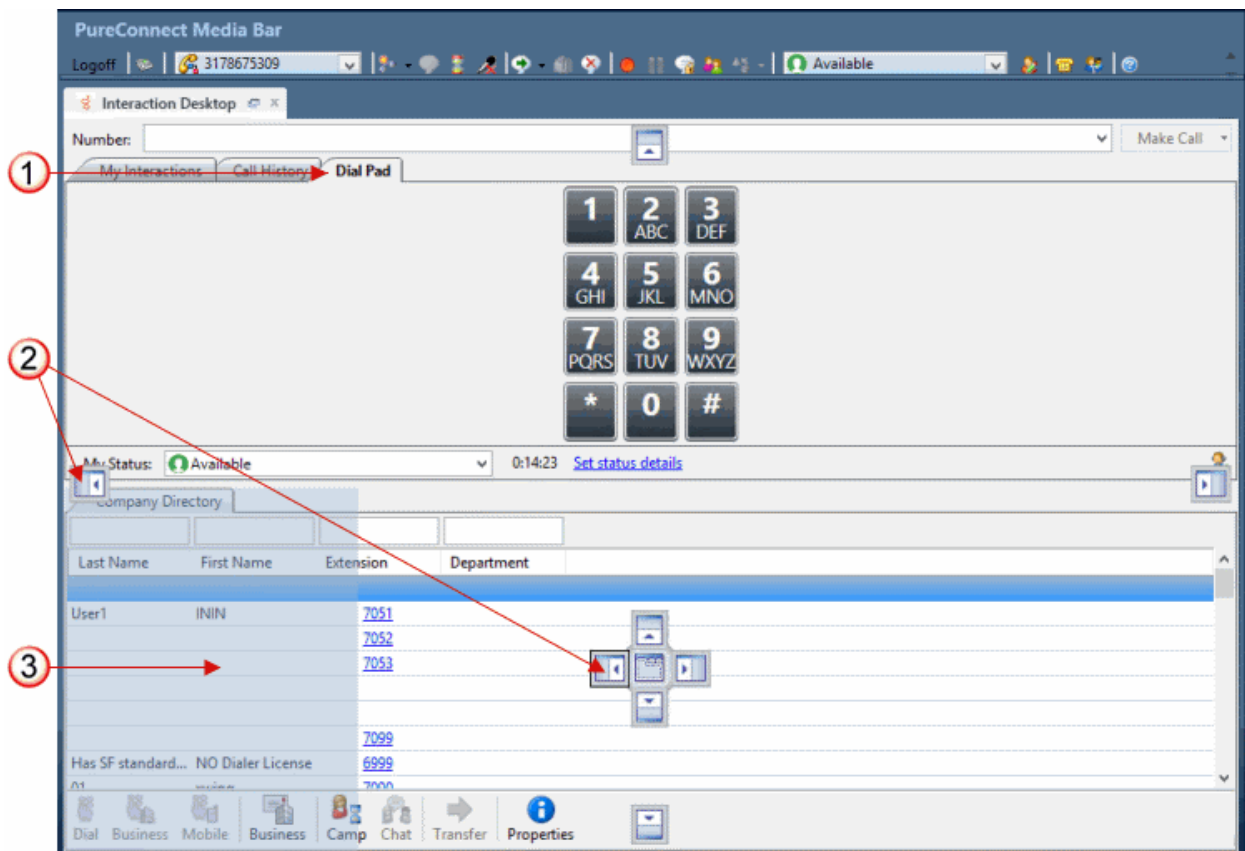 PureConnect Media Bar
Logoff 3178675309 Available
Interaction Desktop
Number: Make Call
1 My Interactions Call History Dial Pad
1 2 ABC 3 DEF
4 GHI 5 JKL 6 MNO
7 PQRS 8 TUV 9 WXYZ
2
* 0 #
My Status: Available 0:14:23 Set status details
Company Directory
Last Name First Name Extension Department
User1 ININ 7051
7052
3 7053
7099
Has SF standard... NO Dialer License 6999
01 7000
Dial Business Mobile Business Camp Chat Transfer Properties